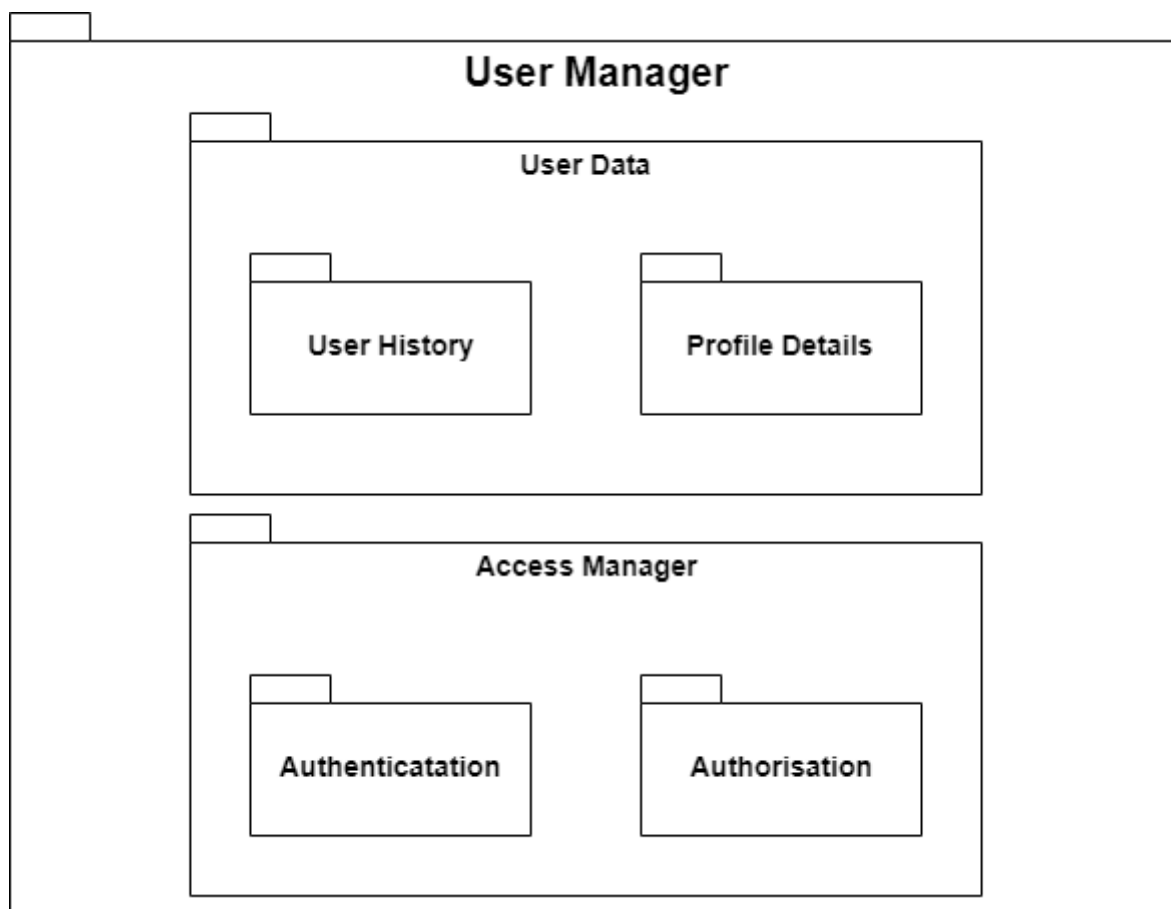 User Manager
User Data
User History
Profile Details
Access Manager
Authenticatation
Authorisation